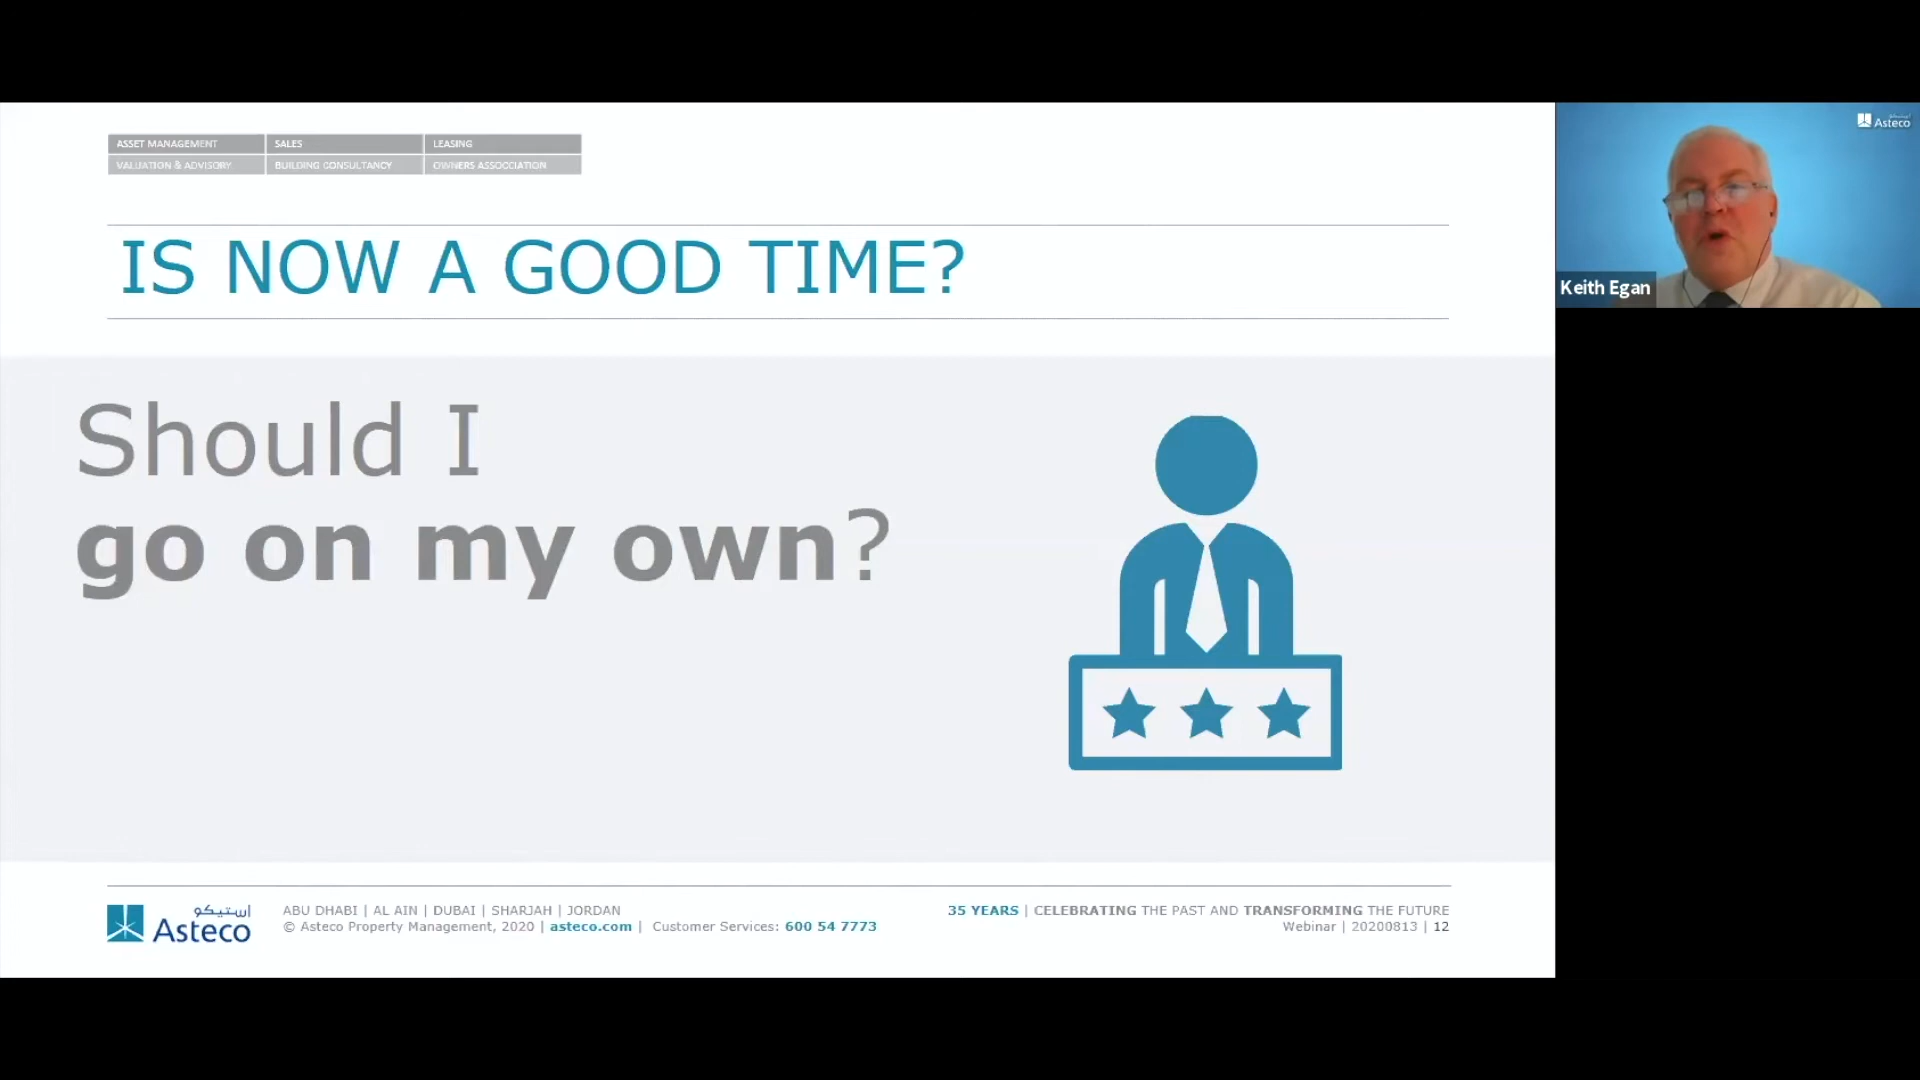 ASSET MANAGEMENT SALES LEASING
VALUATION & ADVISORY BUILDING CONSULTANCY OWNERS ASSOCCIATION
IS NOW A GOOD TIME?
Should I
go on my own?
استيكو
Asteco
ABU DHABI | AL AIN | DUBAI | SHARJAH | JORDAN
© Asteco Property Management, 2020 | asteco.com | Customer Services: 600 54 7773
35 YEARS | CELEBRATING THE PAST AND TRANSFORMING THE FUTURE
Webinar | 20200813 | 12
Asteco
Keith Egan